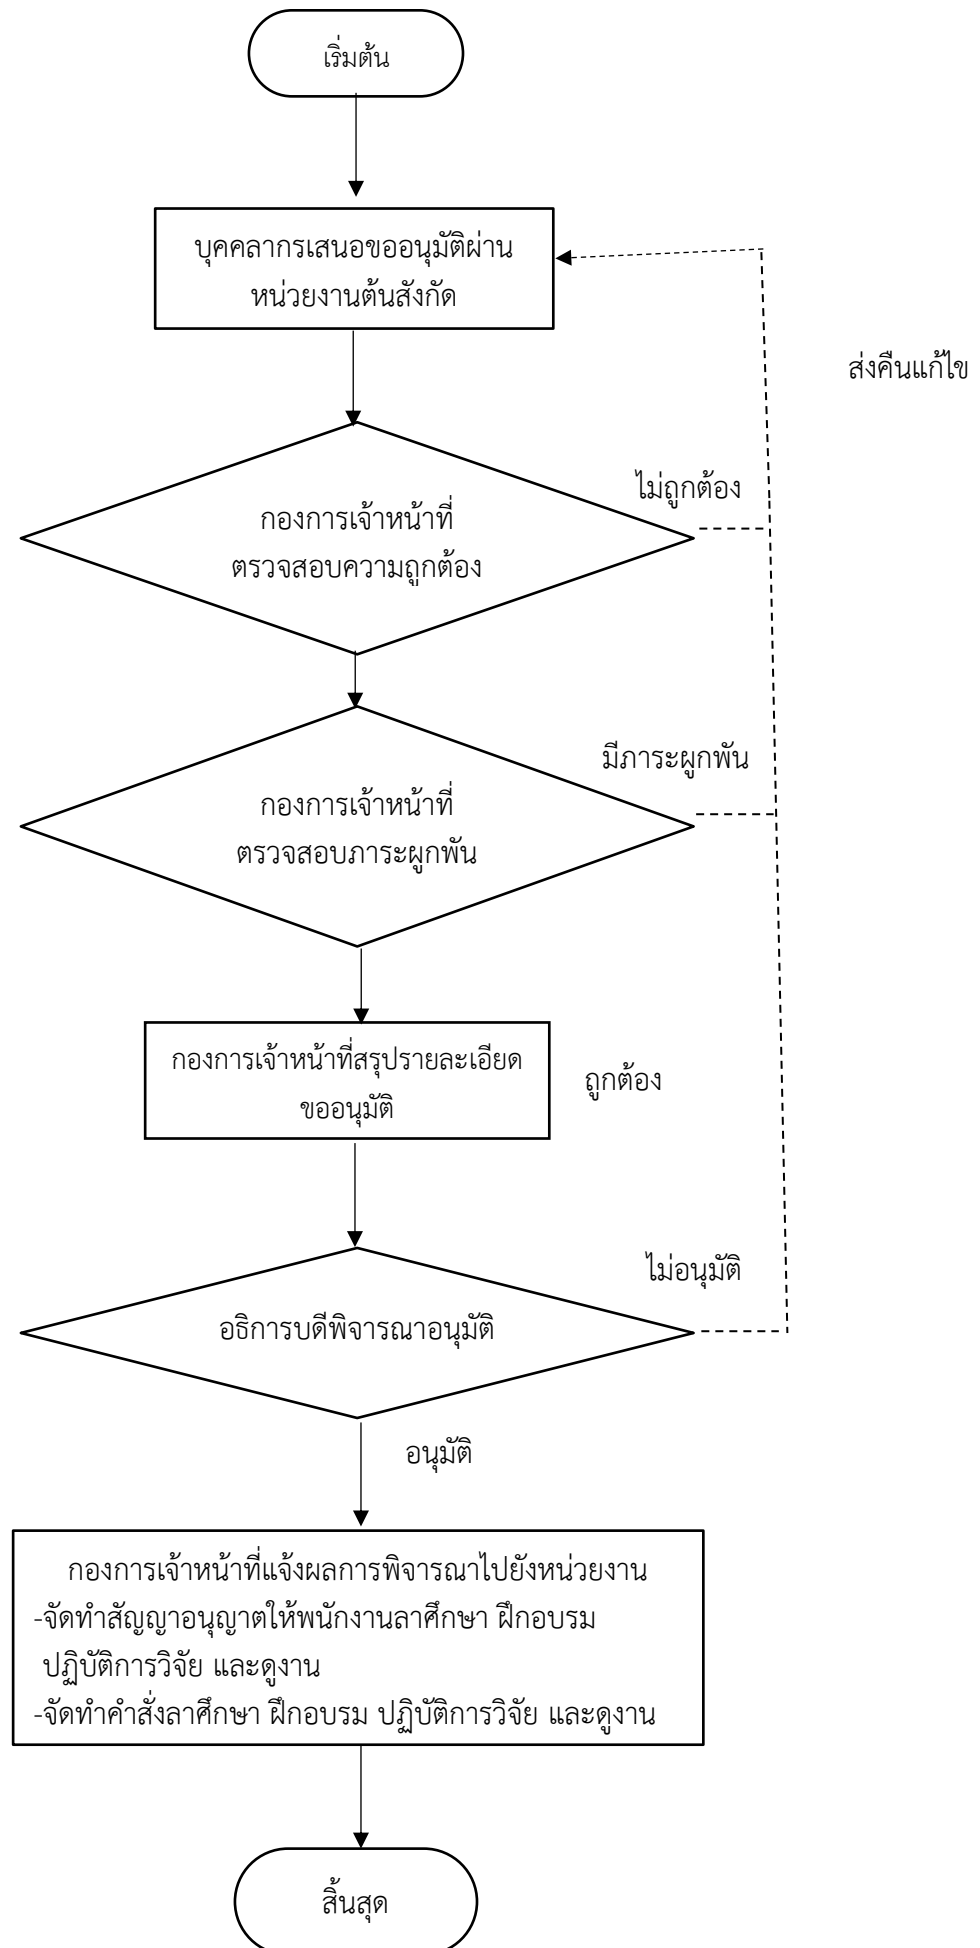 เริ่มต้น
บุคคลากรเสนอขออนุมัติผ่าน
หน่วยงานต้นสังกัด
ส่งคืนแก้ไข
ไม่ถูกต้อง
กองการเจ้าหน้าที่
ตรวจสอบความถูกต้อง
มีภาระผูกพัน
กองการเจ้าหน้าที่
ตรวจสอบภาระผูกพัน
กองการเจ้าหน้าที่สรุปรายละเอียด
ขออนุมัติ
ถูกต้อง
ไม่อนุมัติ
อธิการบดีพิจารณาอนุมัติ
อนุมัติ
กองการเจ้าหน้าที่แจ้งผลการพิจารณาไปยังหน่วยงาน
-จัดทำสัญญาอนุญาตให้พนักงานลาศึกษา ฝึกอบรม
ปฏิบัติการวิจัย และดูงาน
-จัดทำคำสั่งลาศึกษา ฝึกอบรม ปฏิบัติการวิจัย และดูงาน
สิ้นสุด